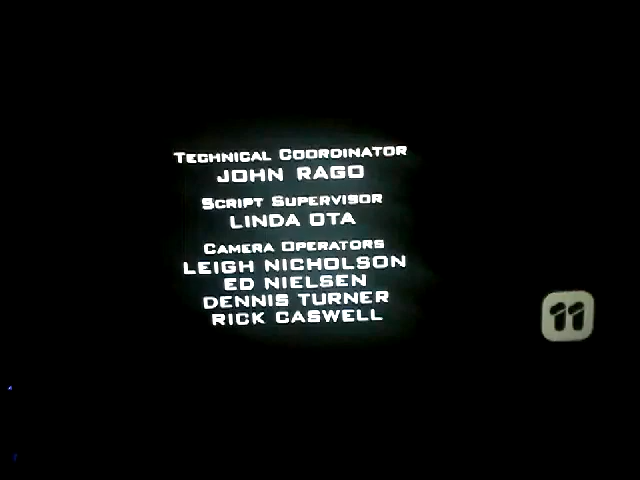 TECHNICAL COORDINATOR
JOHN RAGO
SCRIPT SUPERVISOR
LINDA OTA
CAMERA OPERATORS
LEIGH NICHOLSON
ED NIELSEN
DENNIS TURNER
RICK CASWELL
11